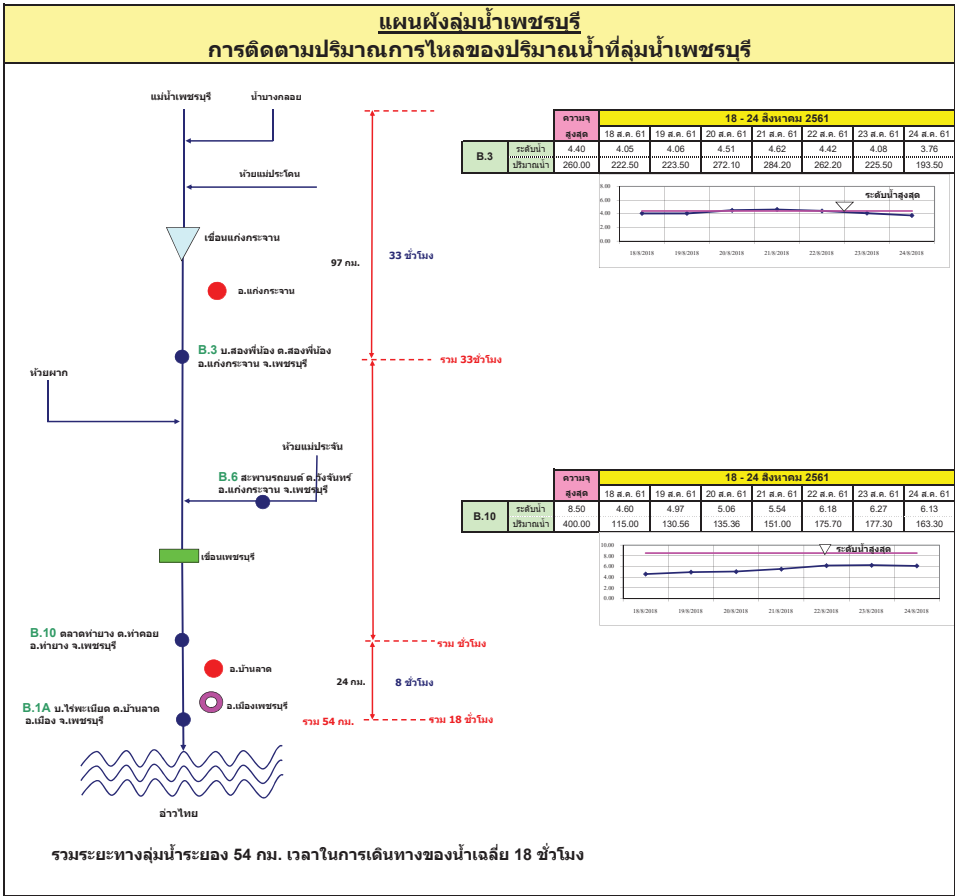 แผนผังลุ่มน้ำเพชรบุรี
การติดตามปริมาณการไหลของปริมาณน้ำที่ลุ่มน้ำเพชรบุรี
แม่น้ำเพชรบุรี
น้ำบางกลอย
ห้วยแม่ประโดน
เขื่อนแก่งกระจาน
97 กม.
33 ชั่วโมง
อ.แก่งกระจาน
B.3 บ.สองพี่น้อง ต.สองพี่น้อง
อ.แก่งกระจาน จ.เพชรบุรี
รวม 33ชั่วโมง
ห้วยผาก
ห้วยแม่ประจัน
B.6 สะพานรถยนต์ ต.วังจันทร์
อ.แก่งกระจาน จ.เพชรบุรี
เขื่อนเพชรบุรี
B.10 ตลาดท่ายาง ต.ท่าคอย
อ.ท่ายาง จ.เพชรบุรี
รวม ชั่วโมง
อ.บ้านลาด
24 กม.
8 ชั่วโมง
อ.เมืองเพชรบุรี
B.1A บ.ไร่พะเนียด ต.บ้านลาด
อ.เมือง จ.เพชรบุรี
รวม 54 กม.
รวม 18 ชั่วโมง
อ่าวไทย
รวมระยะทางลุ่มน้ำระยอง 54 กม. เวลาในการเดินทางของน้ำเฉลี่ย 18 ชั่วโมง
ความจุ 18 - 24 สิงหาคม 2561
สูงสุด 18 ส.ค. 61 19 ส.ค. 61 20 ส.ค. 61 21 ส.ค. 61 22 ส.ค. 61 23 ส.ค. 61 24 ส.ค. 61
B.3 ระดับน้ำ 4.40 4.05 4.06 4.51 4.62 4.42 4.08 3.76
ปริมาณน้ำ 260.00 222.50 223.50 272.10 284.20 262.20 225.50 193.50
ระดับน้ำสูงสุด
8.00
6.00
4.00
2.00
0.00
18/8/2018 19/8/2018 20/8/2018 21/8/2018 22/8/2018 23/8/2018 24/8/2018
ความจุ 18 - 24 สิงหาคม 2561
สูงสุด 18 ส.ค. 61 19 ส.ค. 61 20 ส.ค. 61 21 ส.ค. 61 22 ส.ค. 61 23 ส.ค. 61 24 ส.ค. 61
B.10 ระดับน้ำ 8.50 4.60 4.97 5.06 5.54 6.18 6.27 6.13
ปริมาณน้ำ 400.00 115.00 130.56 135.36 151.00 175.70 177.30 163.30
ระดับน้ำสูงสุด
10.00
8.00
6.00
4.00
2.00
0.00
18/8/2018 19/8/2018 20/8/2018 21/8/2018 22/8/2018 23/8/2018 24/8/2018